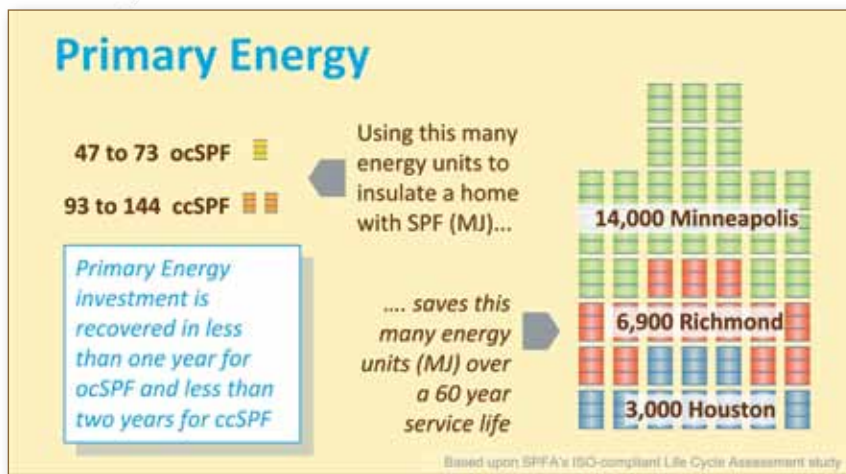 Primary Energy
47 to 73 ocSPF
93 to 144 ccSPF
Using this many
energy units to
insulate a home
with SPF (MJ)...
Primary Energy
investment is
recovered in less
than one year for
ocSPF and less than
two years for ccSPF
.... saves this
many energy
units (MJ) over
a 60 year
service life
14,000 Minneapolis
6,900 Richmond
3,000 Houston
Based upon SPFA's ISO-compliant Life Cycle Assessment study